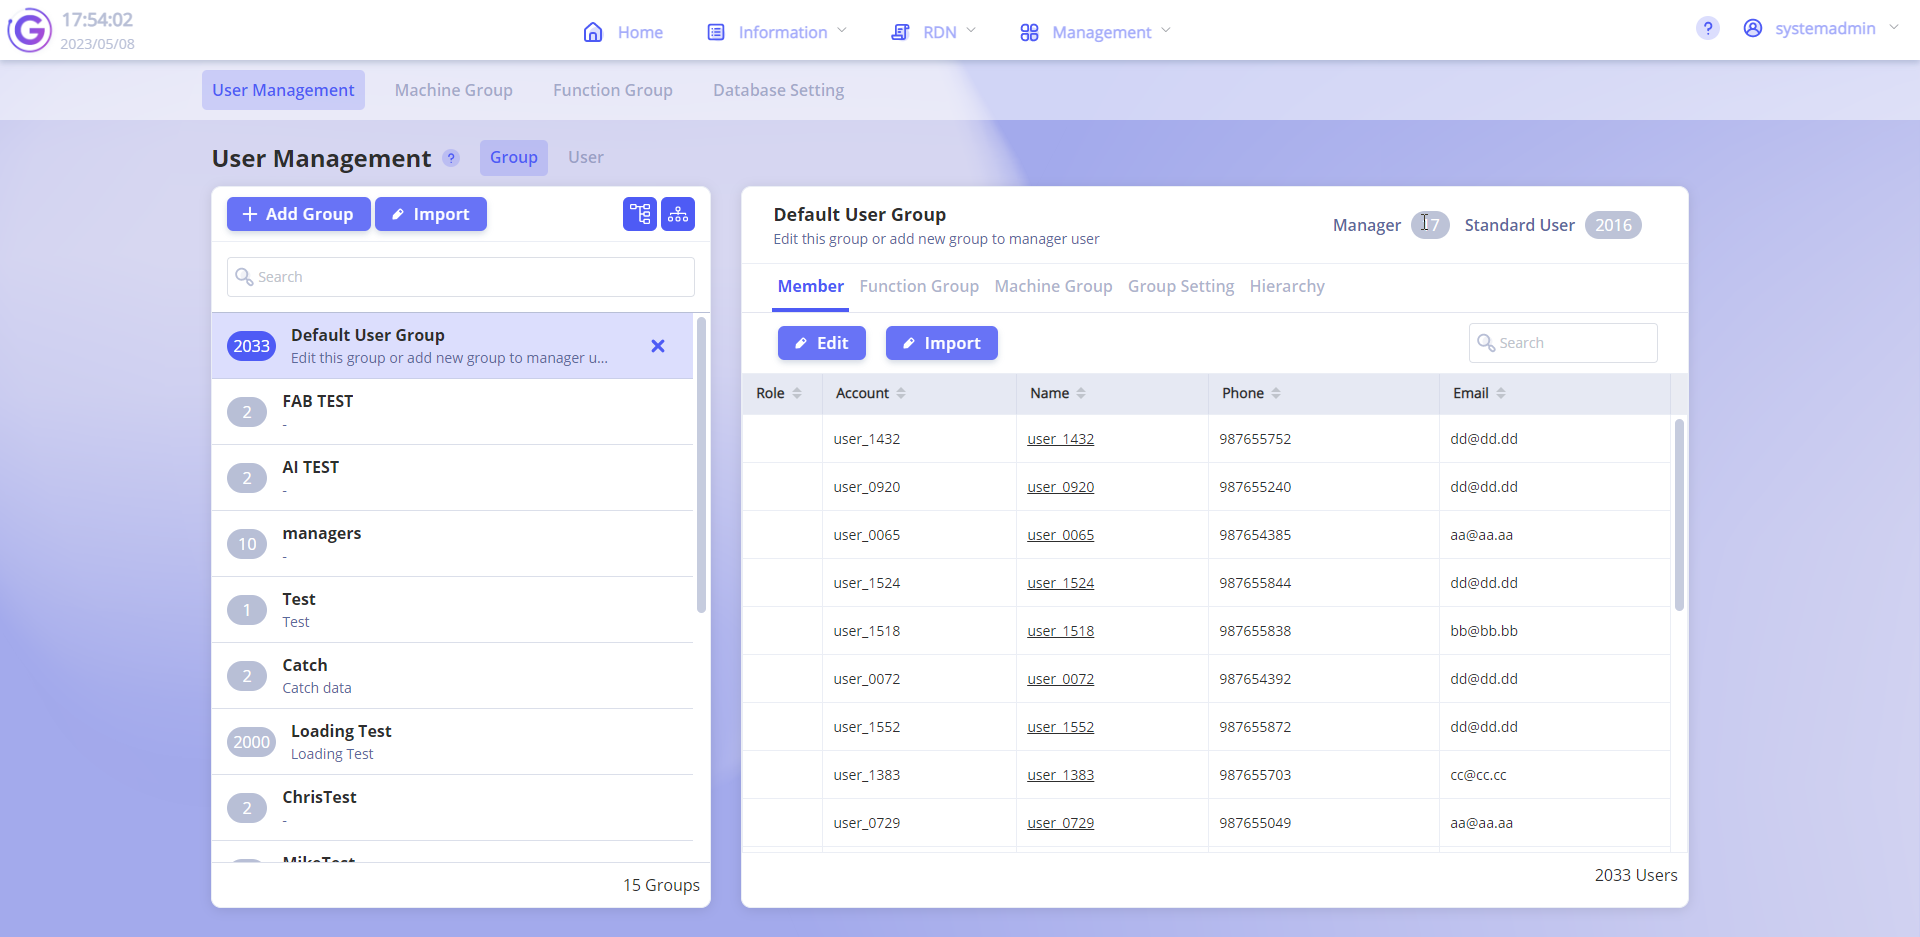 17:54:02
2023/05/08
Home
Information
RDN
Management
?
systemadmin
User Management
Machine Group
Function Group
Database Setting
User Management ?
Group
User
+ Add Group
Import
Search
2033
Default User Group
Edit this group or add new group to manager u...
2
FAB TEST
-
2
AI TEST
-
10
managers
-
1
Test
Test
2
Catch
Catch data
2000
Loading Test
Loading Test
2
ChrisTest
-
MikeTest
15 Groups
Default User Group
Edit this group or add new group to manager user
Manager
Standard User 2016
Member Function Group Machine Group Group Setting Hierarchy
Edit
Import
Search
Role Account Name Phone Email
user_1432 user_1432 987655752 dd@dd.dd
user_0920 user_0920 987655240 dd@dd.dd
user_0065 user_0065 987654385 aa@aa.aa
user_1524 user_1524 987655844 dd@dd.dd
user_1518 user_1518 987655838 bb@bb.bb
user_0072 user_0072 987654392 dd@dd.dd
user_1552 user_1552 987655872 dd@dd.dd
user_1383 user_1383 987655703 cc@cc.cc
user_0729 user_0729 987655049 aa@aa.aa
2033 Users